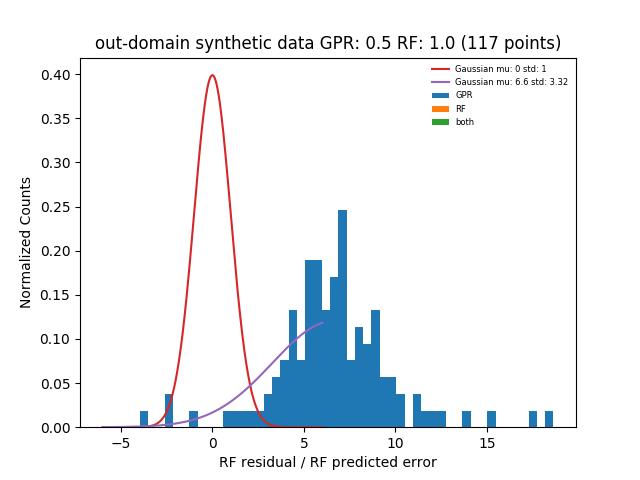 out-domain synthetic data GPR: 0.5 RF: 1.0 (117 points)
Gaussian mu: 0 std: 1
Gaussian mu: 6.6 std: 3.32
GPR
RF
both
0.40
0.35
0.30
0.25
0.20
0.15
0.10
0.05
0.00
Normalized Counts
−5
0
5
10
15
RF residual / RF predicted error